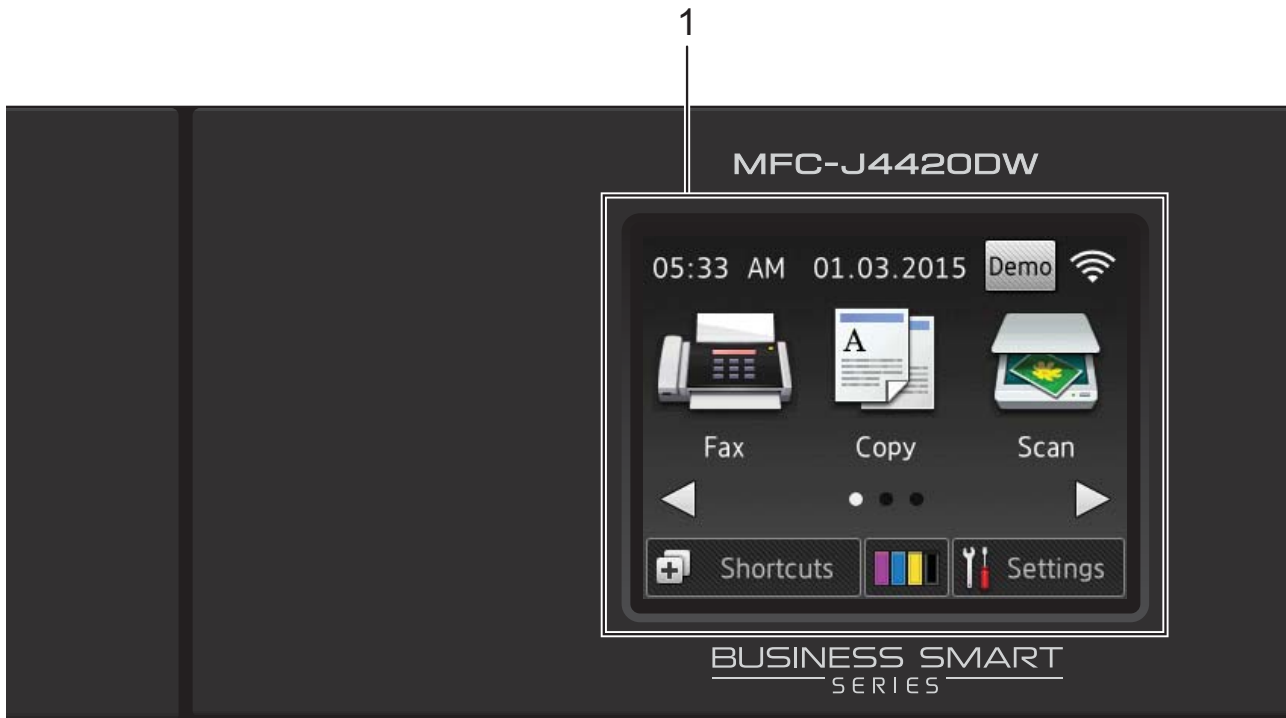 1
MFC-J4420DW
05:33 AM 01.03.2015 Demo
A
Fax Copy Scan
Shortcuts Settings
BUSINESS SMART
SERIES